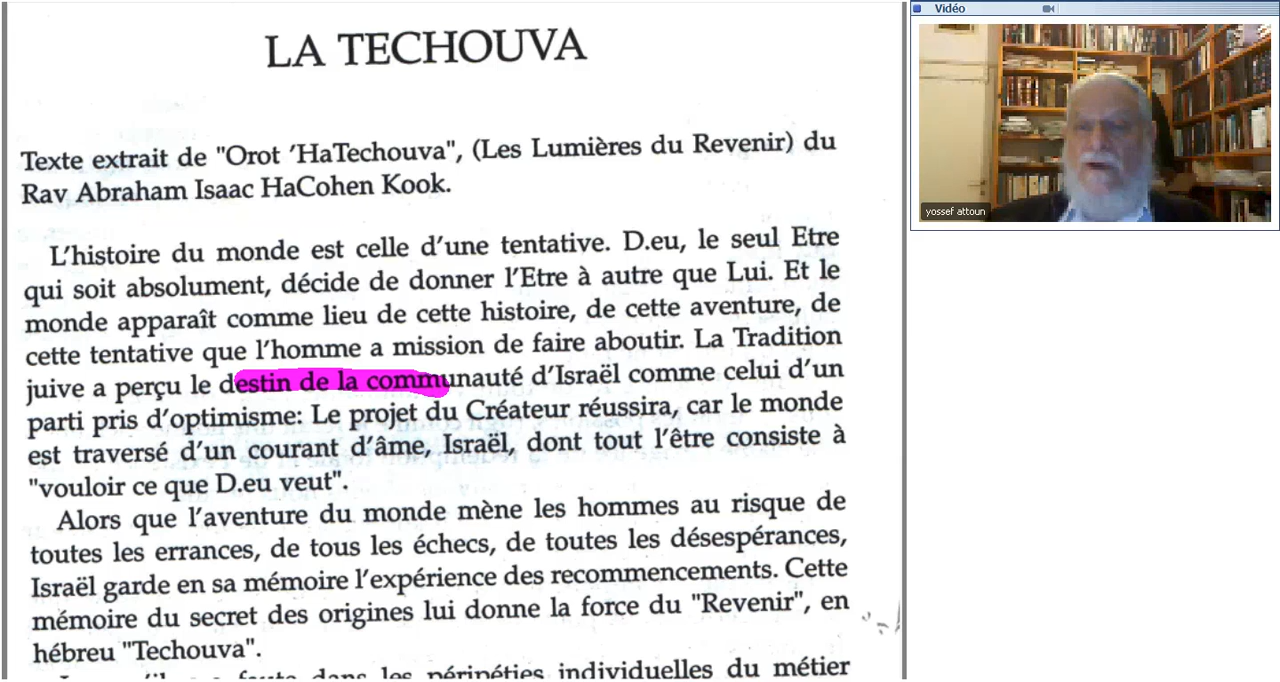 LA TECHOUVA
Texte extrait de "Orot 'HaTechouva", (Les Lumières du Revenir) du
Rav Abraham Isaac HaCohen Kook.
L'histoire du monde est celle d'une tentative. D.eu, le seul Etre
qui soit absolument, décide de donner l'Etre à autre que Lui. Et le
monde apparaît comme lieu de cette histoire, de cette aventure, de
cette tentative que l'homme a mission de faire aboutir. La Tradition
juive a perçu le destin de la communauté d'Israël comme celui d'un
parti pris d'optimisme: Le projet du Créateur réussira, car le monde
est traversé d'un courant d'âme, Israël, dont tout l'être consiste à
"vouloir ce que D.eu veut".
Alors que l'aventure du monde mène les hommes au risque de
toutes les errances, de tous les échecs, de toutes les désespérances,
Israël garde en sa mémoire l'expérience des recommencements. Cette
mémoire du secret des origines lui donne la force du "Revenir", en
hébreu "Techouva".
dans les péripéties individuelles du métier
Vidéo
yossef attoun